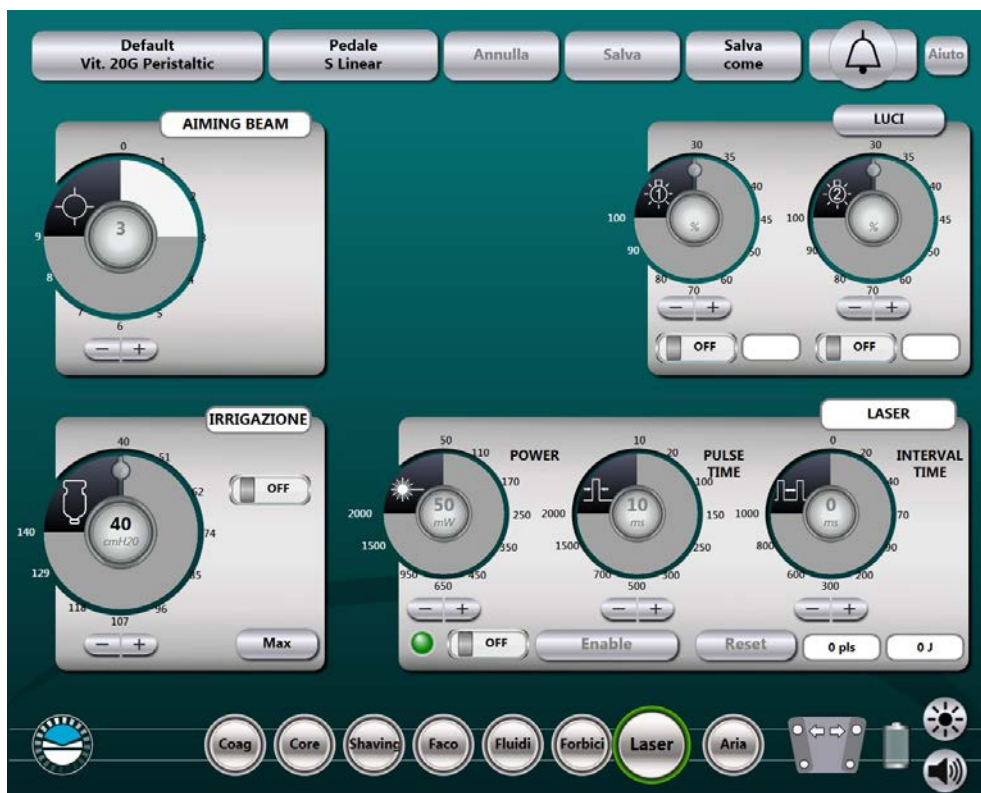 Default
Vit. 20G Peristaltic
Pedale
S Linear
Annulla
Salva
Salva
come
Aiuto
AIMING BEAM
0
1
2
3
4
5
6
7
8
9
3
− +
LUCI
30
35
40
45
50
60
70
80
90
100
1
%
− +
OFF
30
35
40
45
50
60
70
80
90
100
2
%
− +
OFF
IRRIGAZIONE
40
51
62
74
85
96
107
118
129
140
40
cmH20
− +
OFF
Max
LASER
POWER
50
110
170
250
350
450
650
950
1500
2000
50
mW
− +
PULSE
TIME
10
20
100
150
250
300
500
700
1500
2000
10
ms
− +
INTERVAL
TIME
0
20
40
70
90
200
300
600
800
1000
0
ms
− +
OFF
Enable
Reset
0 pls
0 J
Coag
Core
Shaving
Faco
Fluidi
Forbici
Laser
Aria